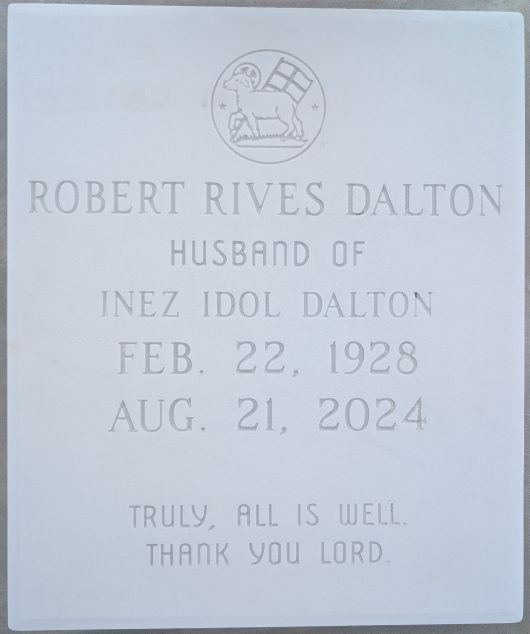 ROBERT RIVES DALTON
HUSBAND OF
INEZ IDOL DALTON
FEB. 22, 1928
AUG. 21, 2024
TRULY, ALL IS WELL.
THANK YOU LORD.